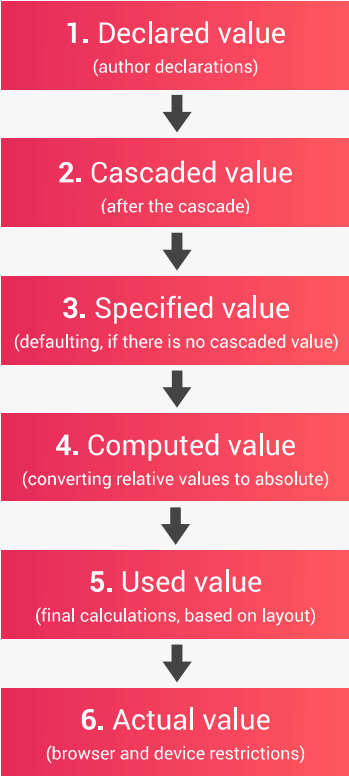 1. Declared value
(author declarations)
2. Cascaded value
(after the cascade)
3. Specified value
(defaulting, if there is no cascaded value)
4. Computed value
(converting relative values to absolute)
5. Used value
(final calculations, based on layout)
6. Actual value
(browser and device restrictions)